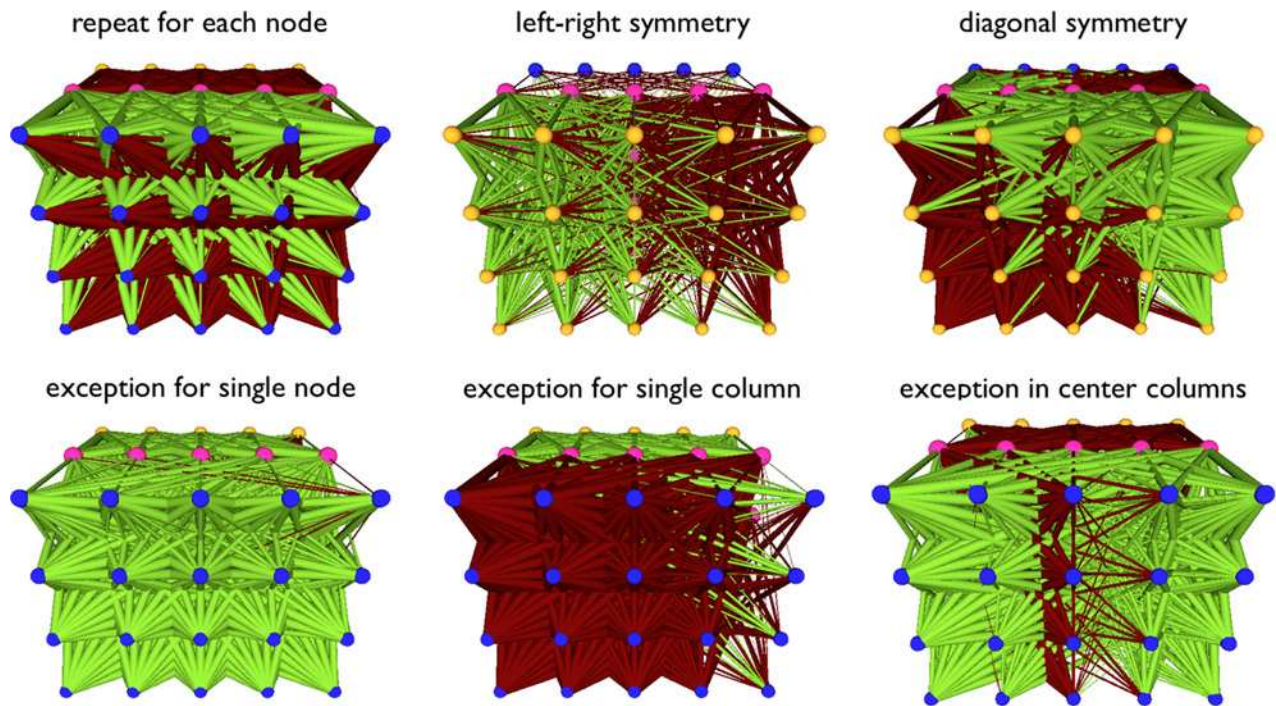 repeat for each node
left-right symmetry
diagonal symmetry
exception for single node
exception for single column
exception in center columns